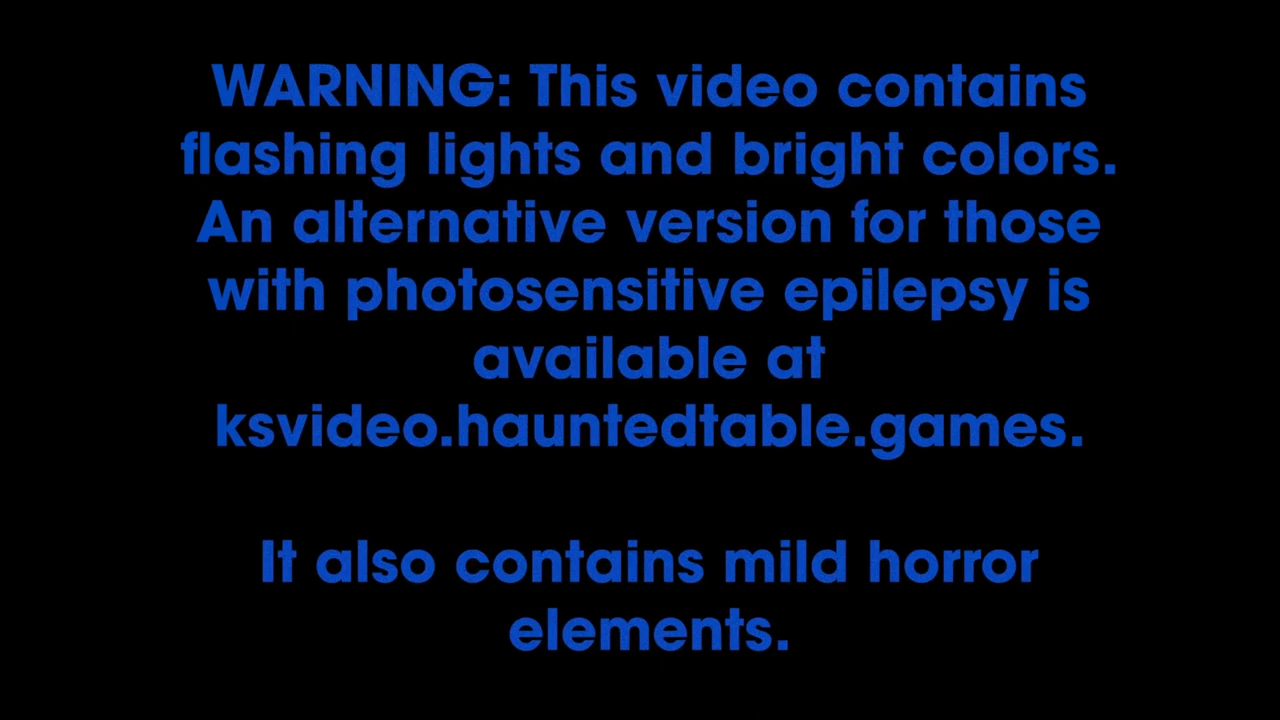 WARNING: This video contains
flashing lights and bright colors.
An alternative version for those
with photosensitive epilepsy is
available at
ksvideo.hauntedtable.games.
It also contains mild horror
elements.